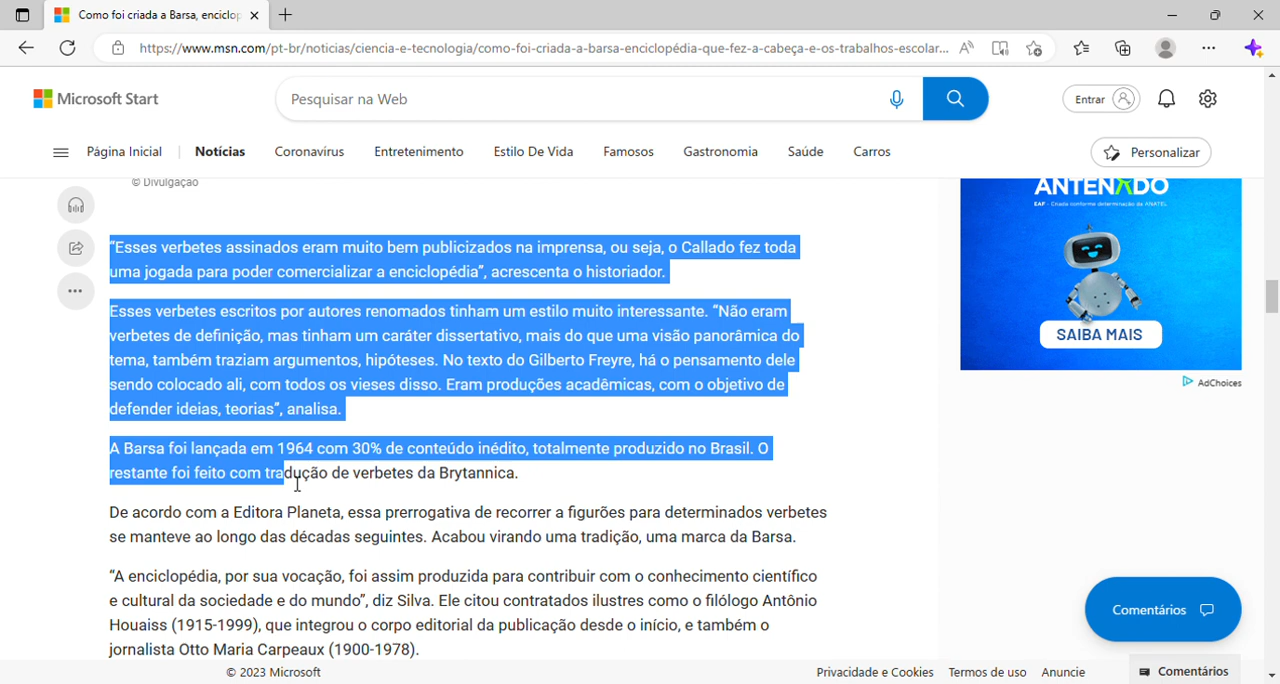 Como foi criada a Barsa, enciclop
https://www.msn.com/pt-br/noticias/ciencia-e-tecnologia/como-foi-criada-a-barsa-enciclopédia-que-fez-a-cabeça-e-os-trabalhos-escolar...
Microsoft Start
Pesquisar na Web
Entrar
Página Inicial
Notícias
Coronavírus
Entretenimento
Estilo De Vida
Famosos
Gastronomia
Saúde
Carros
Personalizar
© Divulgação
“Esses verbetes assinados eram muito bem publicizados na imprensa, ou seja, o Callado fez toda
uma jogada para poder comercializar a enciclopédia”, acrescenta o historiador.
Esses verbetes escritos por autores renomados tinham um estilo muito interessante. “Não eram
verbetes de definição, mas tinham um caráter dissertativo, mais do que uma visão panorâmica do
tema, também traziam argumentos, hipóteses. No texto do Gilberto Freyre, há o pensamento dele
sendo colocado ali, com todos os vieses disso. Eram produções acadêmicas, com o objetivo de
defender ideias, teorias”, analisa.
A Barsa foi lançada em 1964 com 30% de conteúdo inédito, totalmente produzido no Brasil. O
restante foi feito com tradução de verbetes da Brytannica.
De acordo com a Editora Planeta, essa prerrogativa de recorrer a figurões para determinados verbetes
se manteve ao longo das décadas seguintes. Acabou virando uma tradição, uma marca da Barsa.
“A enciclopédia, por sua vocação, foi assim produzida para contribuir com o conhecimento científico
e cultural da sociedade e do mundo”, diz Silva. Ele citou contratados ilustres como o filólogo Antônio
Houaiss (1915-1999), que integrou o corpo editorial da publicação desde o início, e também o
jornalista Otto Maria Carpeaux (1900-1978).
ANTENADO
EAF - Criada conforme determinação da ANATEL
SAIBA MAIS
AdChoices
Comentários
© 2023 Microsoft
Privacidade e Cookies
Termos de uso
Anuncie
Comentários